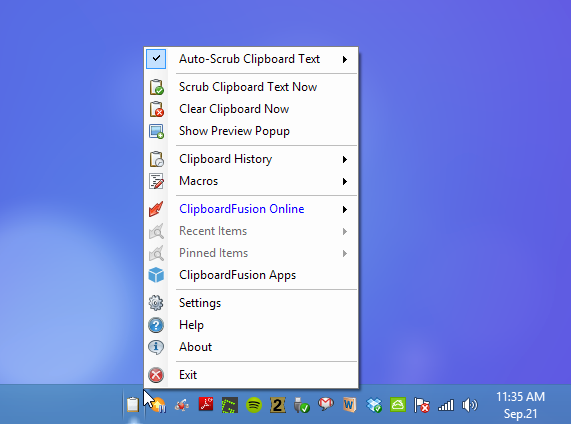 Auto-Scrub Clipboard Text
Scrub Clipboard Text Now
Clear Clipboard Now
Show Preview Popup
Clipboard History
Macros
ClipboardFusion Online
Recent Items
Pinned Items
ClipboardFusion Apps
Settings
Help
About
Exit
2
W
11:35 AM
Sep.21